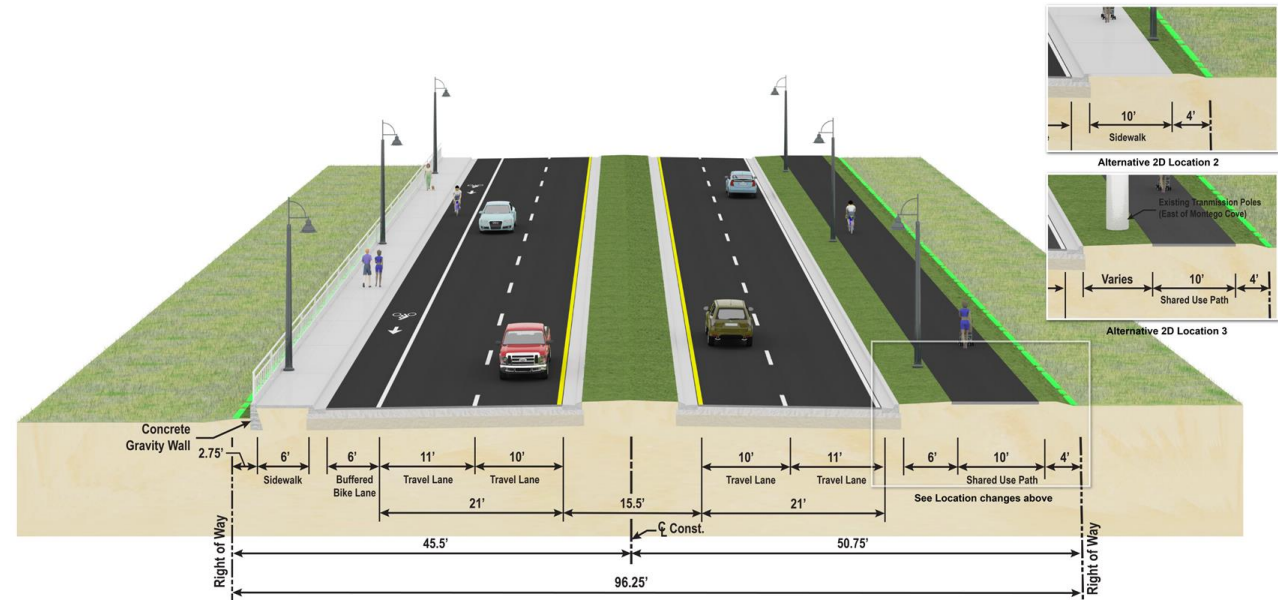 10'
4'
Sidewalk
Alternative 2D Location 2
Existing Tranmission Poles
(East of Montego Cove)
Varies
10'
4'
Shared Use Path
Alternative 2D Location 3
Concrete
Gravity Wall
2.75'
6'
Sidewalk
6'
Buffered
Bike Lane
11'
Travel Lane
10'
Travel Lane
10'
Travel Lane
11'
Travel Lane
6'
10'
4'
Shared Use Path
See Location changes above
21'
15.5'
21'
℄ Const.
45.5'
50.75'
Right of Way
Right of Way
96.25'